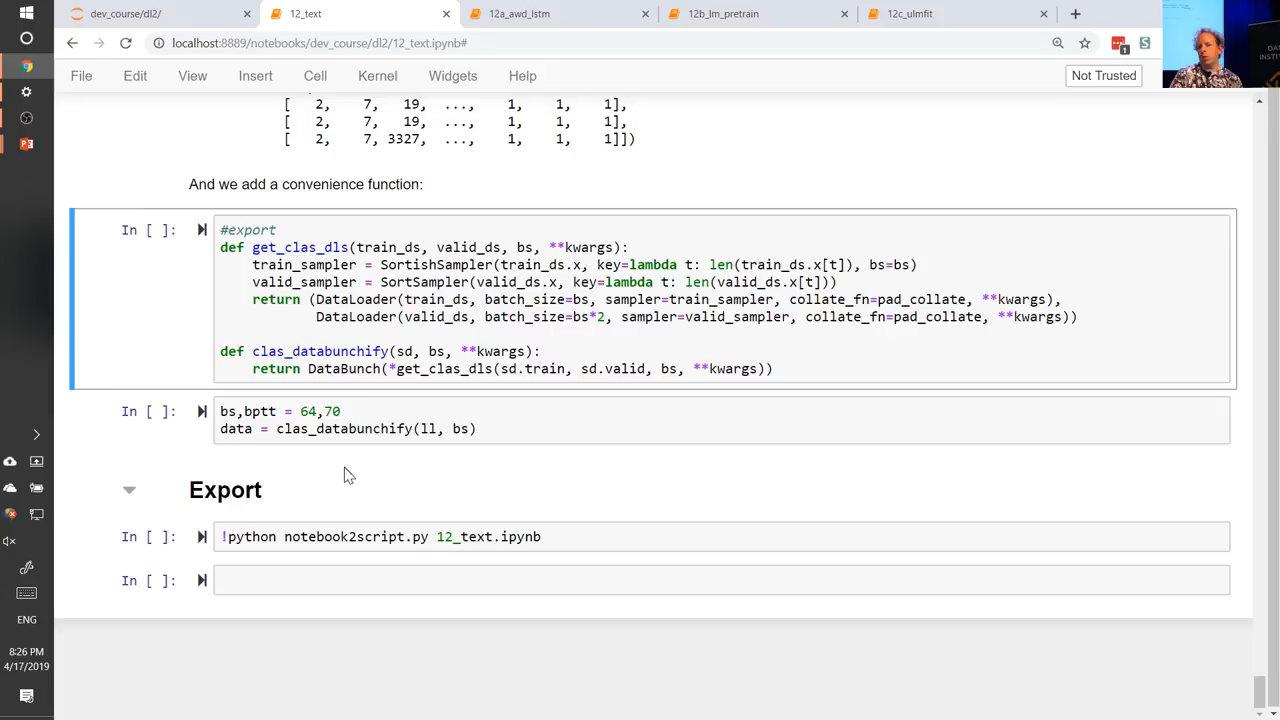 dev_course/dl2/
12_text
12a_awd_lstm
12b_lm_pretrain
12c_ulmfit
localhost:8889/notebooks/dev_course/dl2/12_text.ipynb#
1
S
File Edit View Insert Cell Kernel Widgets Help
Not Trusted
[ 2, 7, 19, ..., 1, 1, 1],
[ 2, 7, 19, ..., 1, 1, 1],
[ 2, 7, 3327, ..., 1, 1, 1]])
And we add a convenience function:
In [ ]:
#export
def get_clas_dls(train_ds, valid_ds, bs, **kwargs):
train_sampler = SortishSampler(train_ds.x, key=lambda t: len(train_ds.x[t]), bs=bs)
valid_sampler = SortSampler(valid_ds.x, key=lambda t: len(valid_ds.x[t]))
return (DataLoader(train_ds, batch_size=bs, sampler=train_sampler, collate_fn=pad_collate, **kwargs),
DataLoader(valid_ds, batch_size=bs*2, sampler=valid_sampler, collate_fn=pad_collate, **kwargs))
def clas_databunchify(sd, bs, **kwargs):
return DataBunch(*get_clas_dls(sd.train, sd.valid, bs, **kwargs))
In [ ]:
bs,bptt = 64,70
data = clas_databunchify(ll, bs)
Export
In [ ]:
!python notebook2script.py 12_text.ipynb
In [ ]:
ENG
8:26 PM
4/17/2019